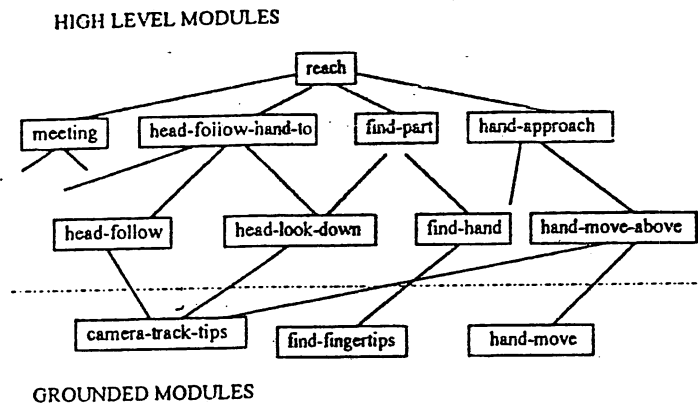 HIGH LEVEL MODULES
reach
meeting head-follow-hand-to find-part hand-approach
head-follow head-look-down find-hand hand-move-above
camera-track-tips find-fingertips hand-move
GROUNDED MODULES